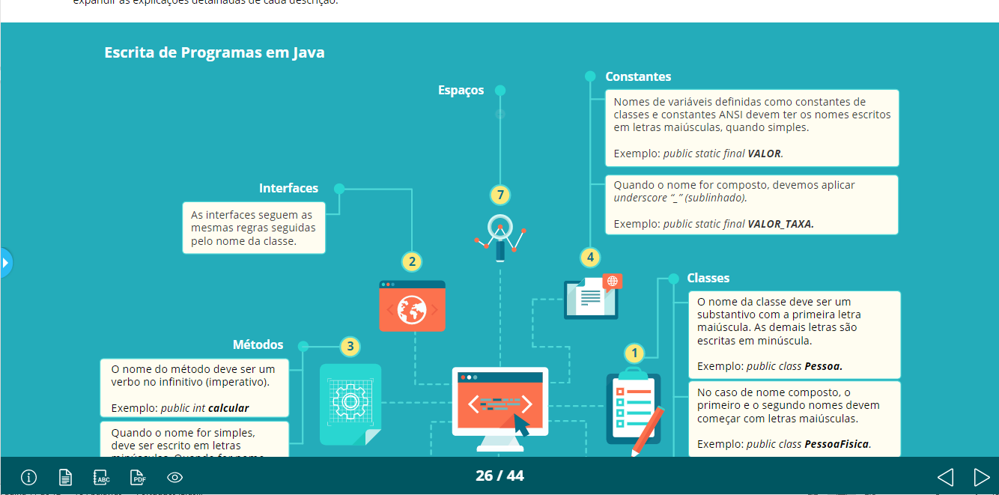 expandir as explicações detalhadas de cada descrição.
Escrita de Programas em Java
Espaços
7
Constantes
Nomes de variáveis definidas como constantes de
classes e constantes ANSI devem ter os nomes escritos
em letras maiúsculas, quando simples.
Exemplo: public static final VALOR.
Quando o nome for composto, devemos aplicar
underscore “_” (sublinhado).
Exemplo: public static final VALOR_TAXA.
4
Interfaces
As interfaces seguem as
mesmas regras seguidas
pelo nome da classe.
2
Classes
O nome da classe deve ser um
substantivo com a primeira letra
maiúscula. As demais letras são
escritas em minúscula.
Exemplo: public class Pessoa.
No caso de nome composto, o
primeiro e o segundo nomes devem
começar com letras maiúsculas.
Exemplo: public class PessoaFisica.
1
Métodos
3
O nome do método deve ser um
verbo no infinitivo (imperativo).
Exemplo: public int calcular
Quando o nome for simples,
deve ser escrito em letras
minúsculas. Quando for nome
ABC
PDF
26 / 44